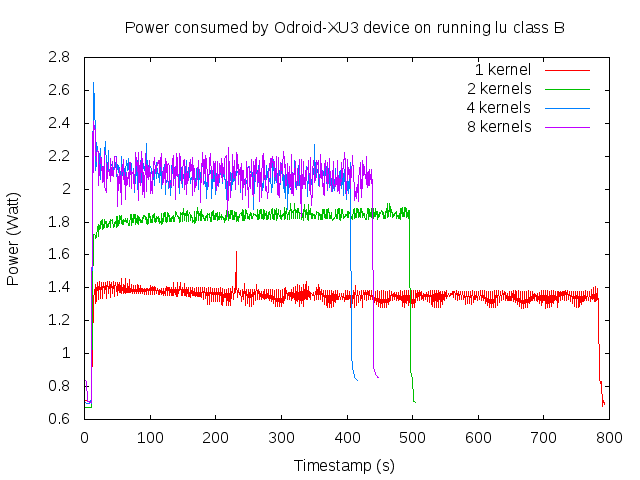 Power consumed by Odroid-XU3 device on running lu class B
2.8
2.6
2.4
2.2
2
1.8
1.6
1.4
1.2
1
0.8
0.6
Power (Watt)
1 kernel
2 kernels
4 kernels
8 kernels
0 100 200 300 400 500 600 700 800
Timestamp (s)